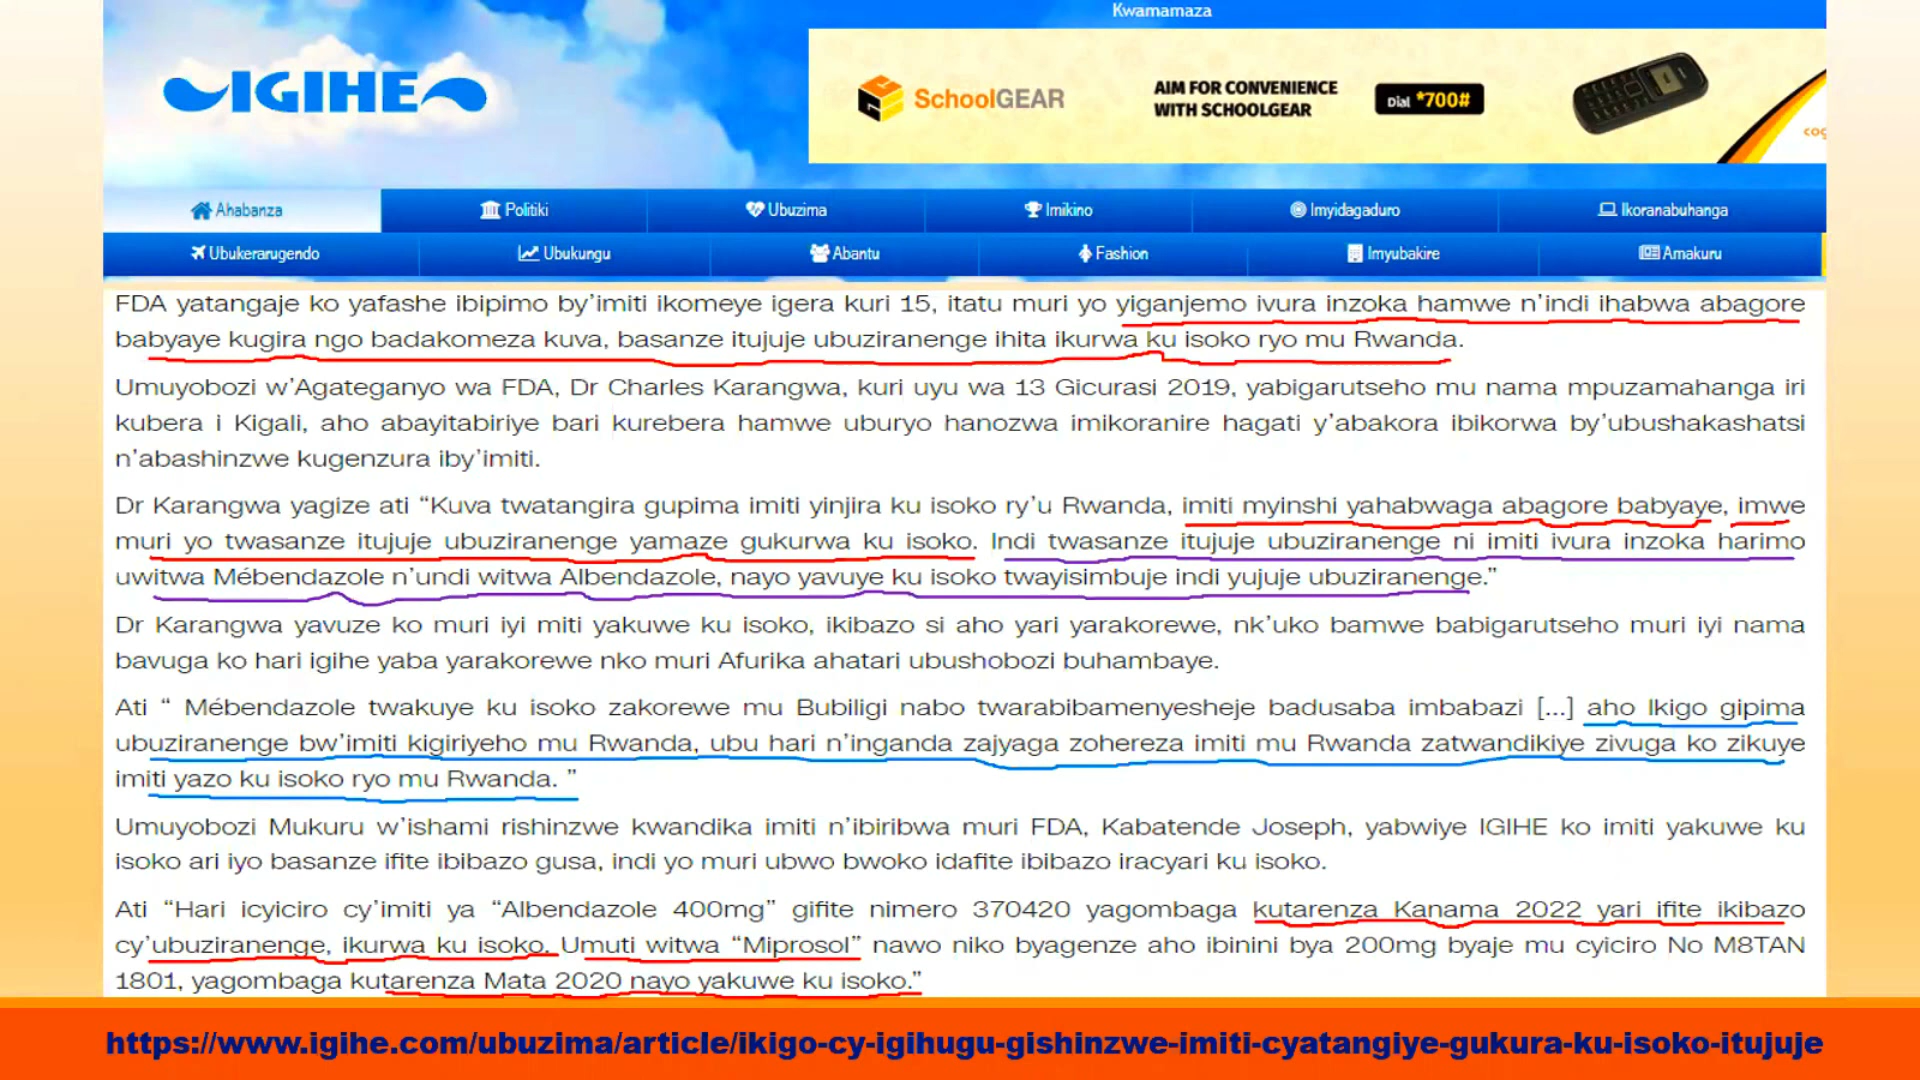 Kwamamaza
IGIHE
SchoolGEAR
AIM FOR CONVENIENCE
WITH SCHOOLGEAR
Dial *700#
cog
Ahabanza
Politiki
Ubuzima
Imikino
Imyidagaduro
Ikoranabuhanga
Ubukerarugendo
Ubukungu
Abantu
Fashion
Imyubakire
Amakuru
FDA yatangaje ko yafashe ibipimo by'imiti ikomeye igera kuri 15, itatu muri yo yiganjemo ivura inzoka hamwe n'indi ihabwa abagore
babyaye kugira ngo badakomeza kuva, basanze itujuje ubuziranenge ihita ikurwa ku isoko ryo mu Rwanda.
Umuyobozi w'Agateganyo wa FDA, Dr Charles Karangwa, kuri uyu wa 13 Gicurasi 2019, yabigarutseho mu nama mpuzamahanga iri
kubera i Kigali, aho abayitabiriye bari kurebera hamwe uburyo hanozwa imikoranire hagati y'abakora ibikorwa by'ubushakashatsi
n'abashinzwe kugenzura iby'imiti.
Dr Karangwa yagize ati “Kuva twatangira gupima imiti yinjira ku isoko ry'u Rwanda, imiti myinshi yahabwaga abagore babyaye, imwe
muri yo twasanze itujuje ubuziranenge yamaze gukurwa ku isoko. Indi twasanze itujuje ubuziranenge ni imiti ivura inzoka harimo
uwitwa Mébendazole n'undi witwa Albendazole, nayo yavuye ku isoko twayisimbuje indi yujuje ubuziranenge.”
Dr Karangwa yavuze ko muri iyi miti yakuwe ku isoko, ikibazo si aho yari yarakorewe, nk'uko bamwe babigarutseho muri iyi nama
bavuga ko hari igihe yaba yarakorewe nko muri Afurika ahatari ubushobozi buhambaye.
Ati “ Mébendazole twakuye ku isoko zakorewe mu Bubiligi nabo twarabibamenyesheje badusaba imbabazi [...] aho Ikigo gipima
ubuziranenge bw'imiti kigiriyeho mu Rwanda, ubu hari n'inganda zajyaga zohereza imiti mu Rwanda zatwandikiye zivuga ko zikuye
imiti yazo ku isoko ryo mu Rwanda. ”
Umuyobozi Mukuru w'ishami rishinzwe kwandika imiti n'ibiribwa muri FDA, Kabatende Joseph, yabwiye IGIHE ko imiti yakuwe ku
isoko ari iyo basanze ifite ibibazo gusa, indi yo muri ubwo bwoko idafite ibibazo iracyari ku isoko.
Ati “Hari icyiciro cy'imiti ya “Albendazole 400mg” gifite nimero 370420 yagombaga kutarenza Kanama 2022 yari ifite ikibazo
cy'ubuziranenge, ikurwa ku isoko. Umuti witwa “Miprosol” nawo niko byagenze aho ibinini bya 200mg byaje mu cyiciro No M8TAN
1801, yagombaga kutarenza Mata 2020 nayo yakuwe ku isoko.”
https://www.igihe.com/ubuzima/article/ikigo-cy-igihugu-gishinzwe-imiti-cyatangiye-gukura-ku-isoko-itujuje